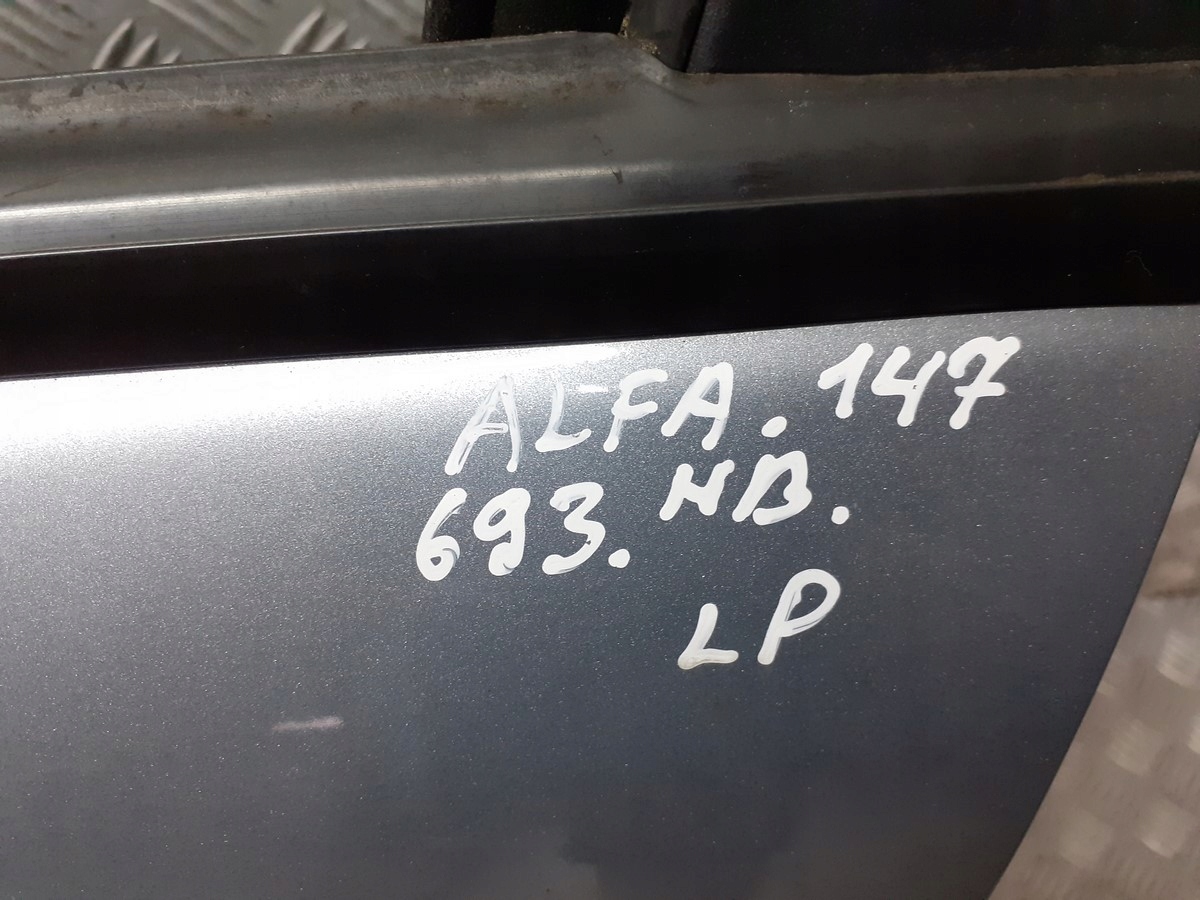 ALFA. 147
693. HB.
LP